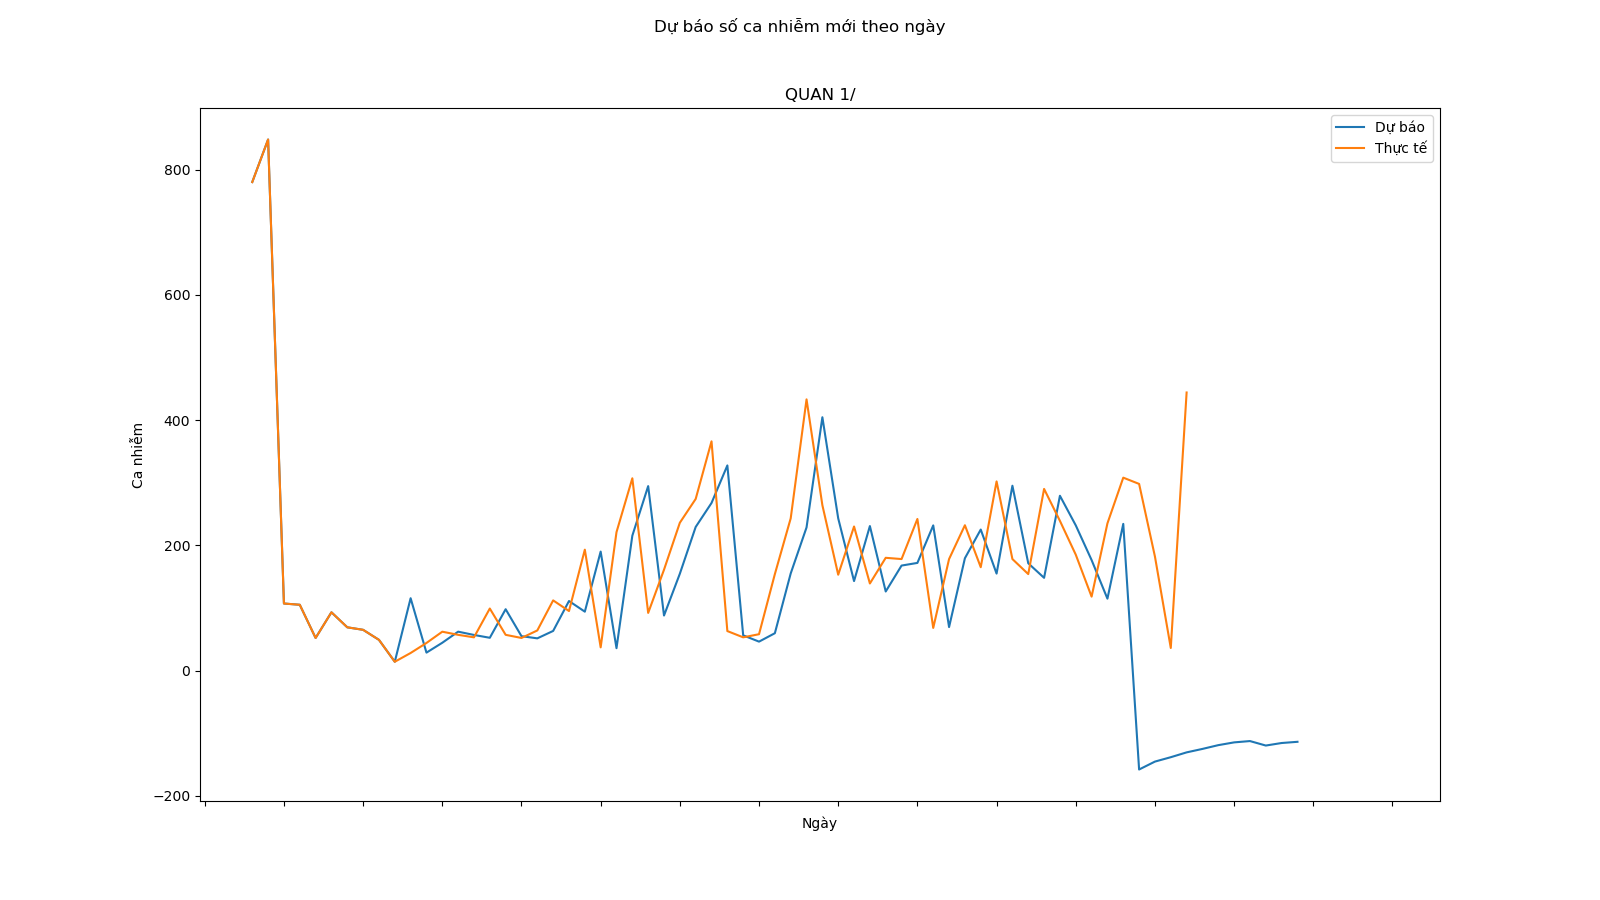 Dự báo số ca nhiễm mới theo ngày
QUAN 1/
Dự báo
Thực tế
800
600
400
200
0
−200
Ca nhiễm
Ngày